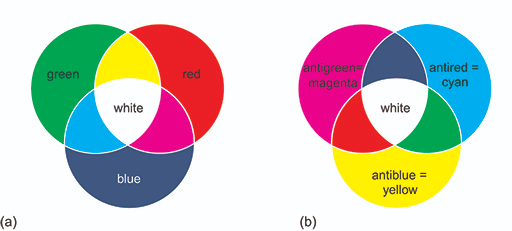 green
red
white
blue
(a)
antigreen=
magenta
antired =
cyan
white
antiblue =
yellow
(b)